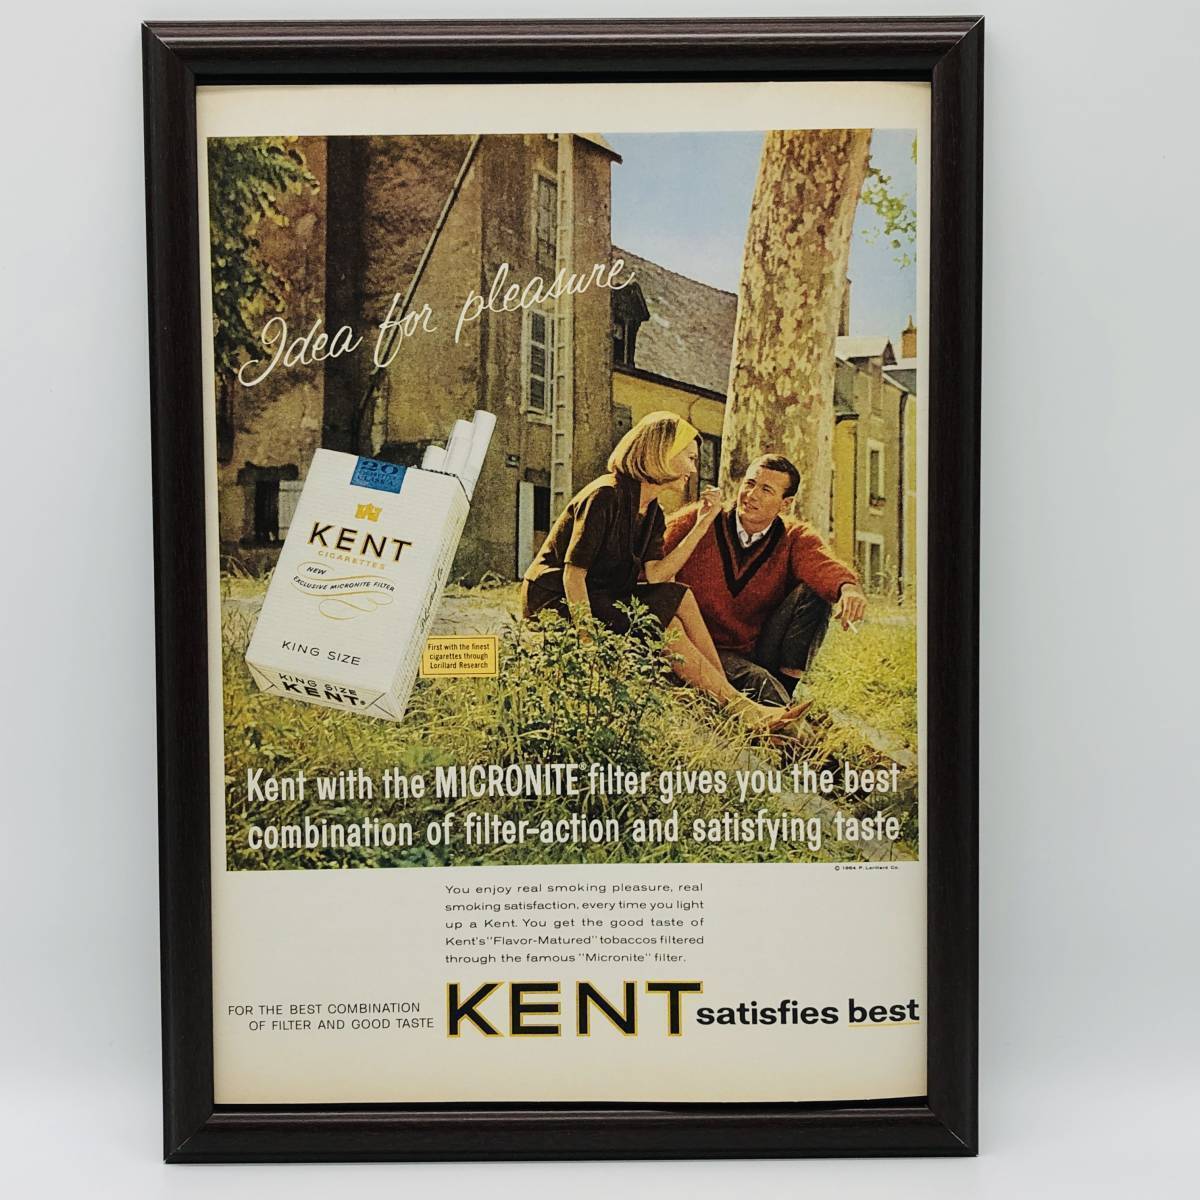 Idea for pleasure
20
CLASS A
KENT
CIGARETTES
NEW
EXCLUSIVE MICRONITE FILTER
KING SIZE
KING SIZE
KENT®
First with the finest
cigarettes through
Lorillard Research
Kent with the MICRONITE® filter gives you the best
combination of filter-action and satisfying taste
© 1964 P. Lorillard Co.
You enjoy real smoking pleasure, real
smoking satisfaction, every time you light
up a Kent. You get the good taste of
Kent's "Flavor-Matured" tobaccos filtered
through the famous "Micronite" filter.
FOR THE BEST COMBINATION
OF FILTER AND GOOD TASTE
KENT satisfies best